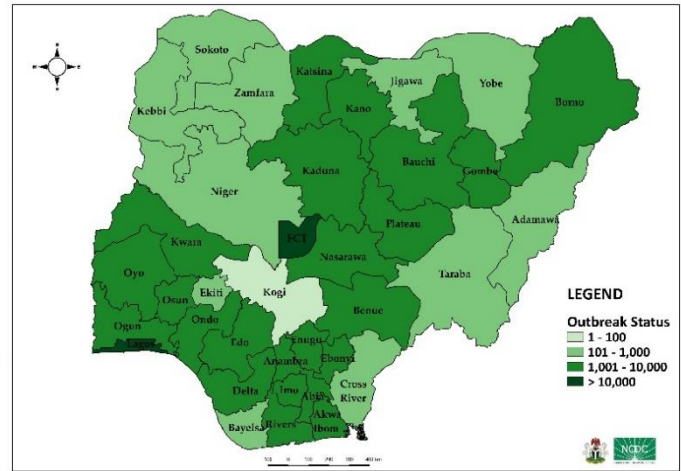 Sokoto
Katsina
Jigawa
Yobe
Borno
Zamfara
Kano
Kebbi
Bauchi
Gombe
Kaduna
Niger
Adamawa
Plateau
FCT
Kwara
Nasarawa
Taraba
Oyo
Ekiti
Kogi
Osun
Benue
Ogun
Ondo
Lagos
Edo
Enugu
Anambra
Ebonyi
Cross
River
Delta
Imo
Abia
Akwa
Ibom
Bayelsa
Rivers
LEGEND
Outbreak Status
1 - 100
101 - 1,000
1,001 - 10,000
> 10,000
NCDC